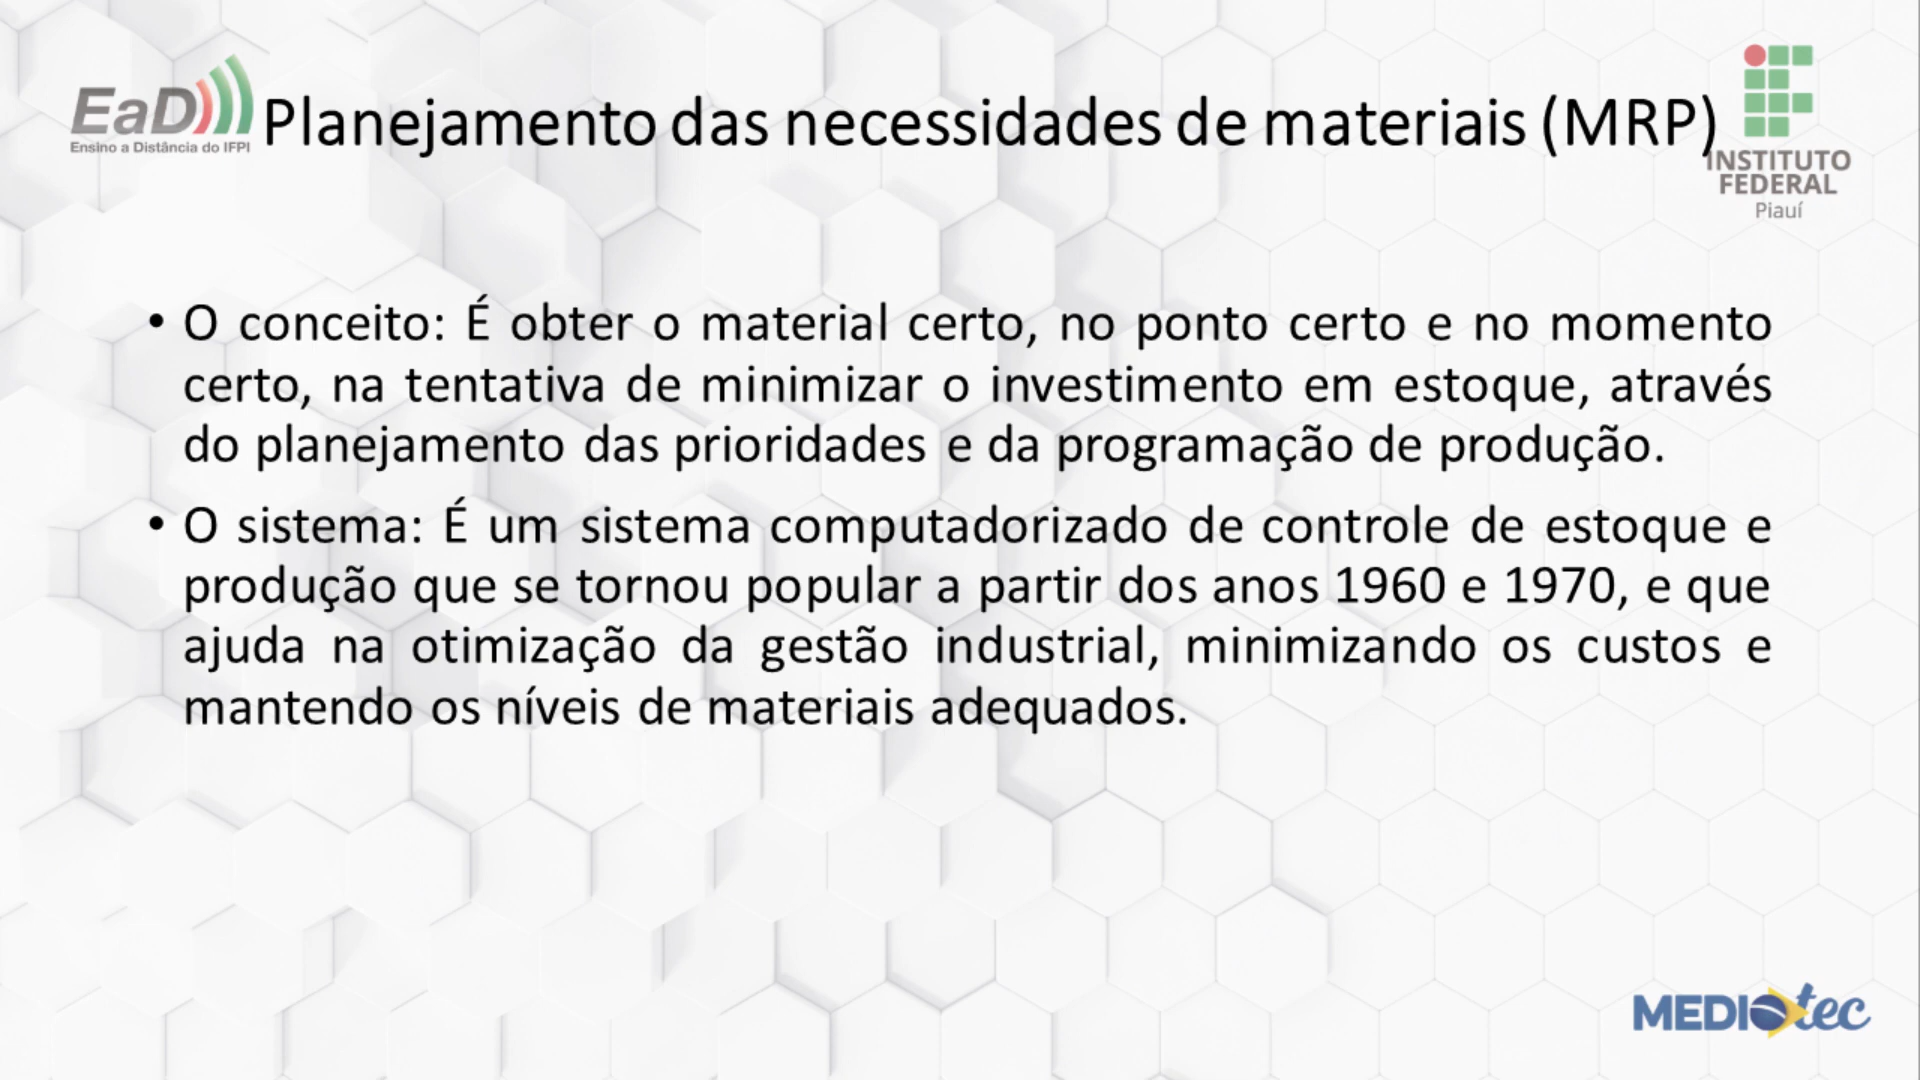 EaD
Ensino a Distância do IFPI
Planejamento das necessidades de materiais (MRP)
INSTITUTO
FEDERAL
Piauí
• O conceito: É obter o material certo, no ponto certo e no momento
certo, na tentativa de minimizar o investimento em estoque, através
do planejamento das prioridades e da programação de produção.
• O sistema: É um sistema computadorizado de controle de estoque e
produção que se tornou popular a partir dos anos 1960 e 1970, e que
ajuda na otimização da gestão industrial, minimizando os custos e
mantendo os níveis de materiais adequados.
MEDIOtec